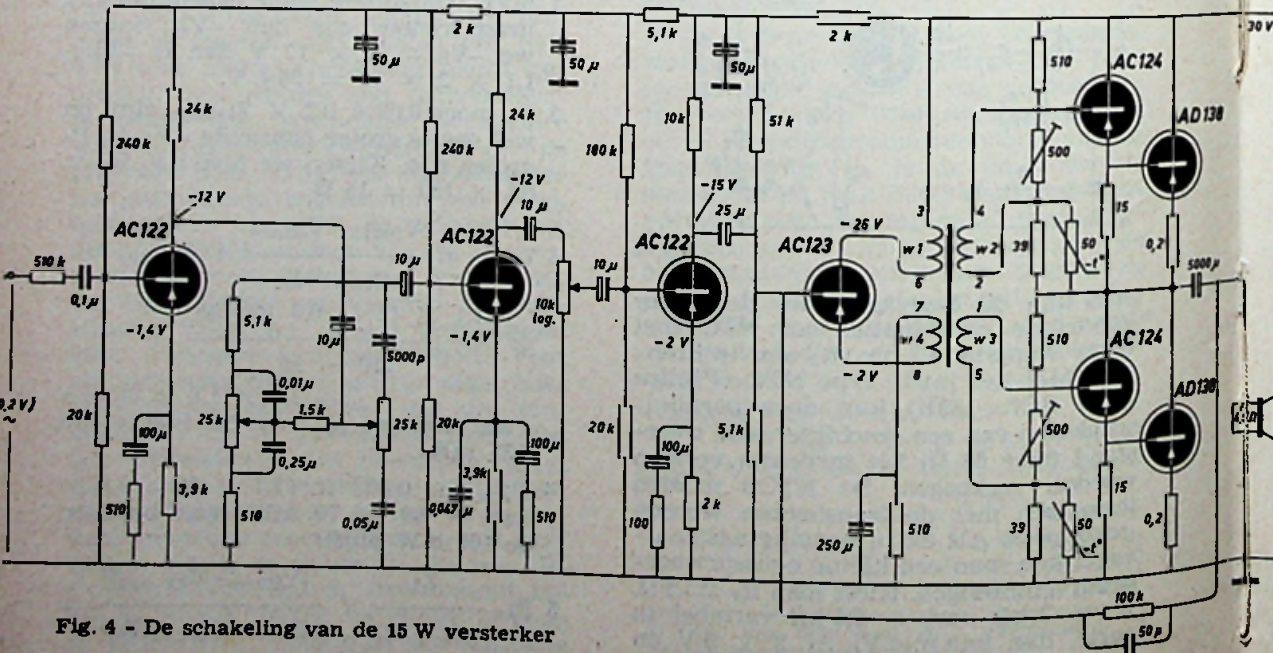 2 k
5,1 k
2 k
30 V
50 μ
50 μ
50 μ
24 k
24 k
10 k
51 k
510
AC124
AD138
240 k
240 k
180 k
500
-12 V
-12 V
-15 V
10 μ
25 μ
-26 V
3
4
15
AC122
AC122
AC122
AC123
w 1
w 2
39
50
-t°
0,2
5000 μ
510 k
0,1 μ
10 μ
10 k
log.
10 μ
6
2
-1,4 V
5,1 k
10 μ
5000 p
-1,4 V
-2 V
7
1
w 4
w 3
510
AC124
-2 V
8
5
AD138
0,2 V)
~
20 k
0,01 μ
25 k
1,5 k
25 k
20 k
20 k
5,1 k
500
100 μ
0,25 μ
100 μ
100 μ
15
3,9 k
3,9 k
510
510
0,05 μ
0,047 μ
510
100
2 k
250 μ
510
39
50
-t°
0,2
100 k
50 p
Fig. 4 - De schakeling van de 15 W versterker